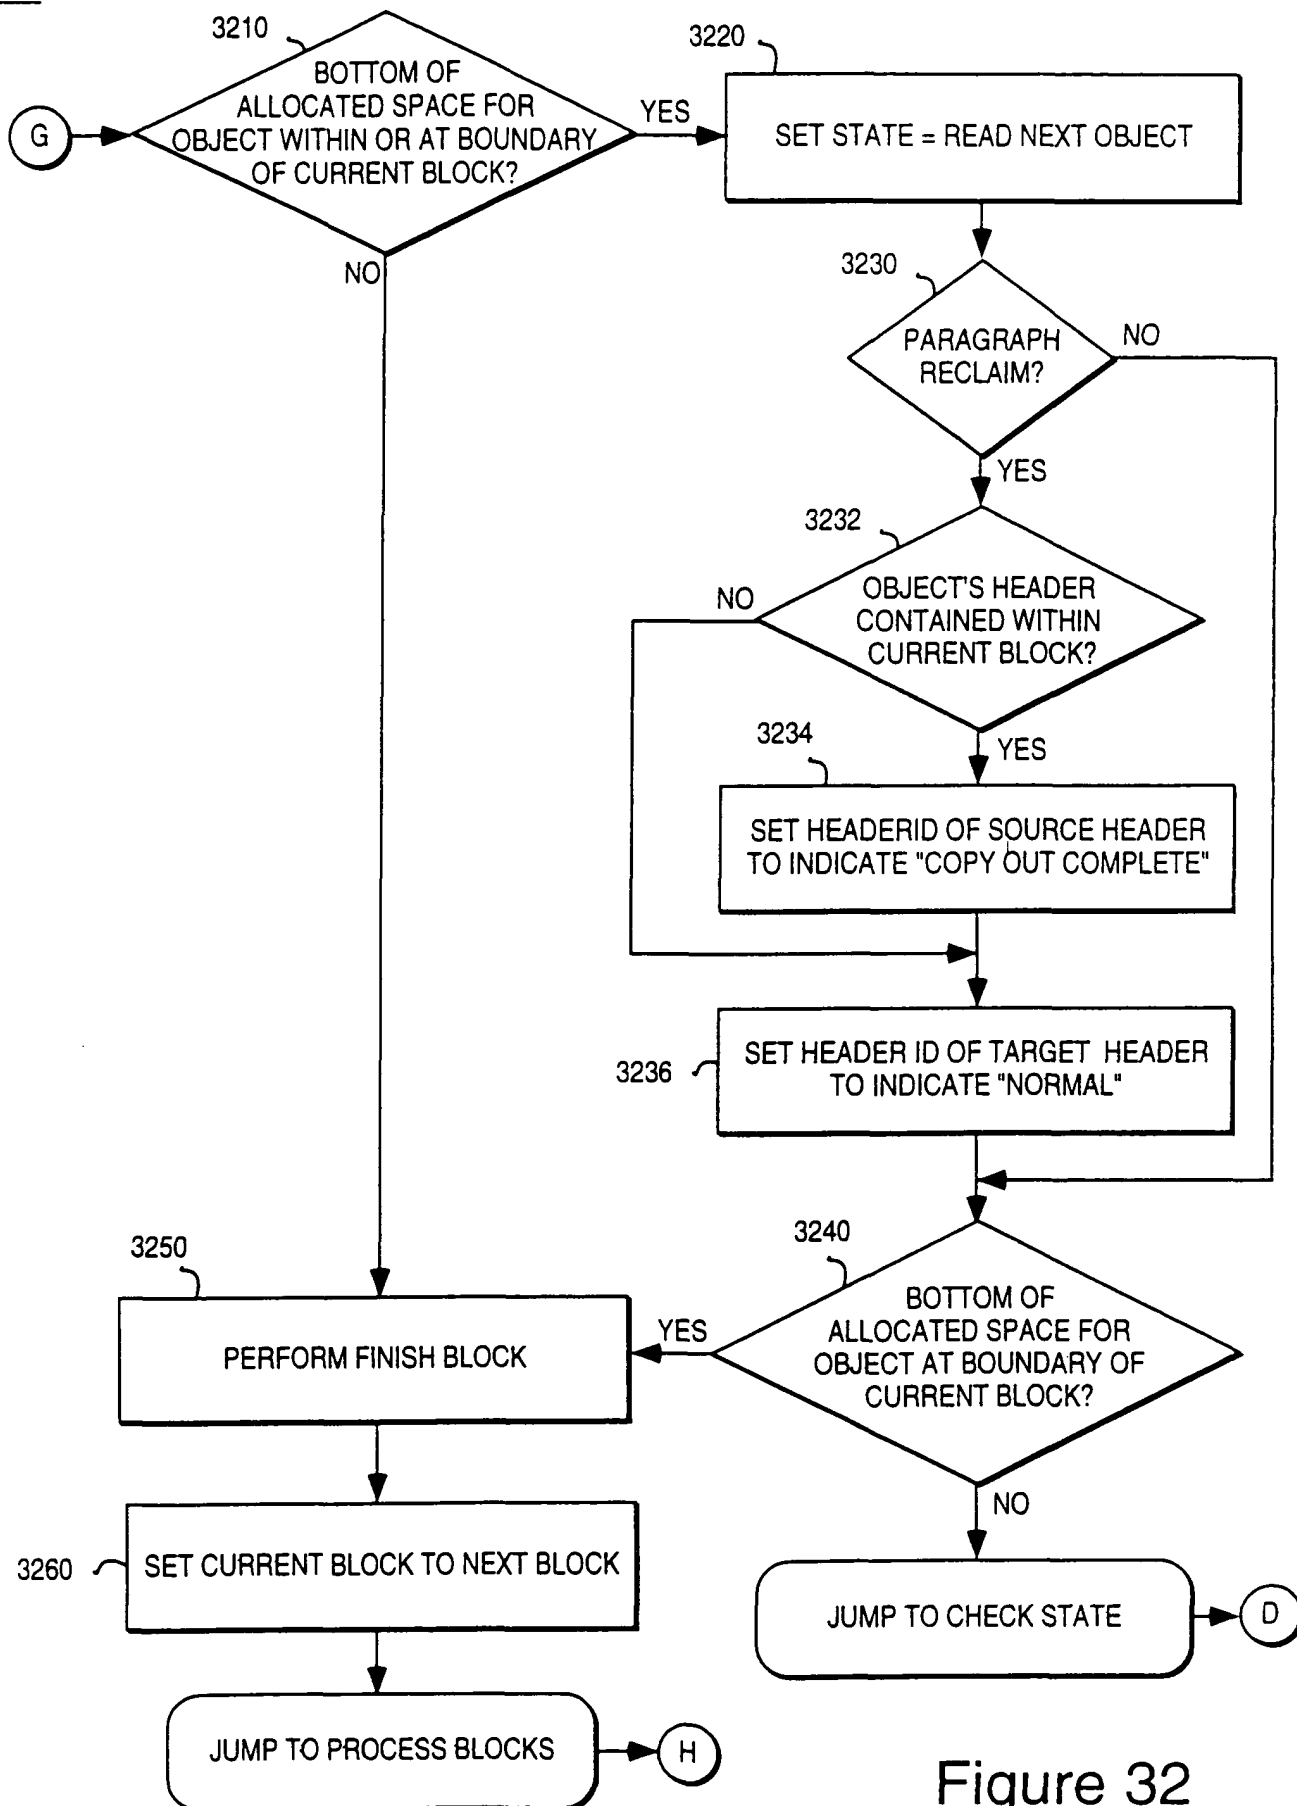 3210
BOTTOM OF
ALLOCATED SPACE FOR
OBJECT WITHIN OR AT BOUNDARY
OF CURRENT BLOCK?
G
YES
NO
3220
SET STATE = READ NEXT OBJECT
3230
PARAGRAPH
RECLAIM?
NO
YES
3232
OBJECT'S HEADER
CONTAINED WITHIN
CURRENT BLOCK?
NO
YES
3234
SET HEADERID OF SOURCE HEADER
TO INDICATE "COPY OUT COMPLETE"
3236
SET HEADER ID OF TARGET HEADER
TO INDICATE "NORMAL"
3240
BOTTOM OF
ALLOCATED SPACE FOR
OBJECT AT BOUNDARY OF
CURRENT BLOCK?
YES
NO
3250
PERFORM FINISH BLOCK
3260
SET CURRENT BLOCK TO NEXT BLOCK
JUMP TO CHECK STATE
D
JUMP TO PROCESS BLOCKS
H
Figure 32